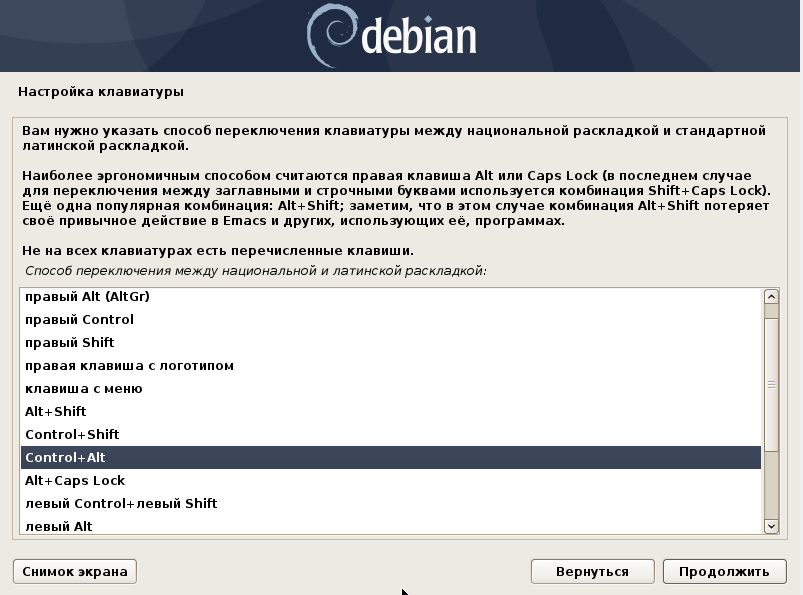 debian
Настройка клавиатуры
Вам нужно указать способ переключения клавиатуры между национальной раскладкой и стандартной
латинской раскладкой.
Наиболее эргономичным способом считаются правая клавиша Alt или Caps Lock (в последнем случае
для переключения между заглавными и строчными буквами используется комбинация Shift+Caps Lock).
Ещё одна популярная комбинация: Alt+Shift; заметим, что в этом случае комбинация Alt+Shift потеряет
своё привычное действие в Emacs и других, использующих её, программах.
Не на всех клавиатурах есть перечисленные клавиши.
Способ переключения между национальной и латинской раскладкой:
правый Alt (AltGr)
правый Control
правый Shift
правая клавиша с логотипом
клавиша с меню
Alt+Shift
Control+Shift
Control+Alt
Alt+Caps Lock
левый Control+левый Shift
левый Alt
Снимок экрана
Вернуться
Продолжить